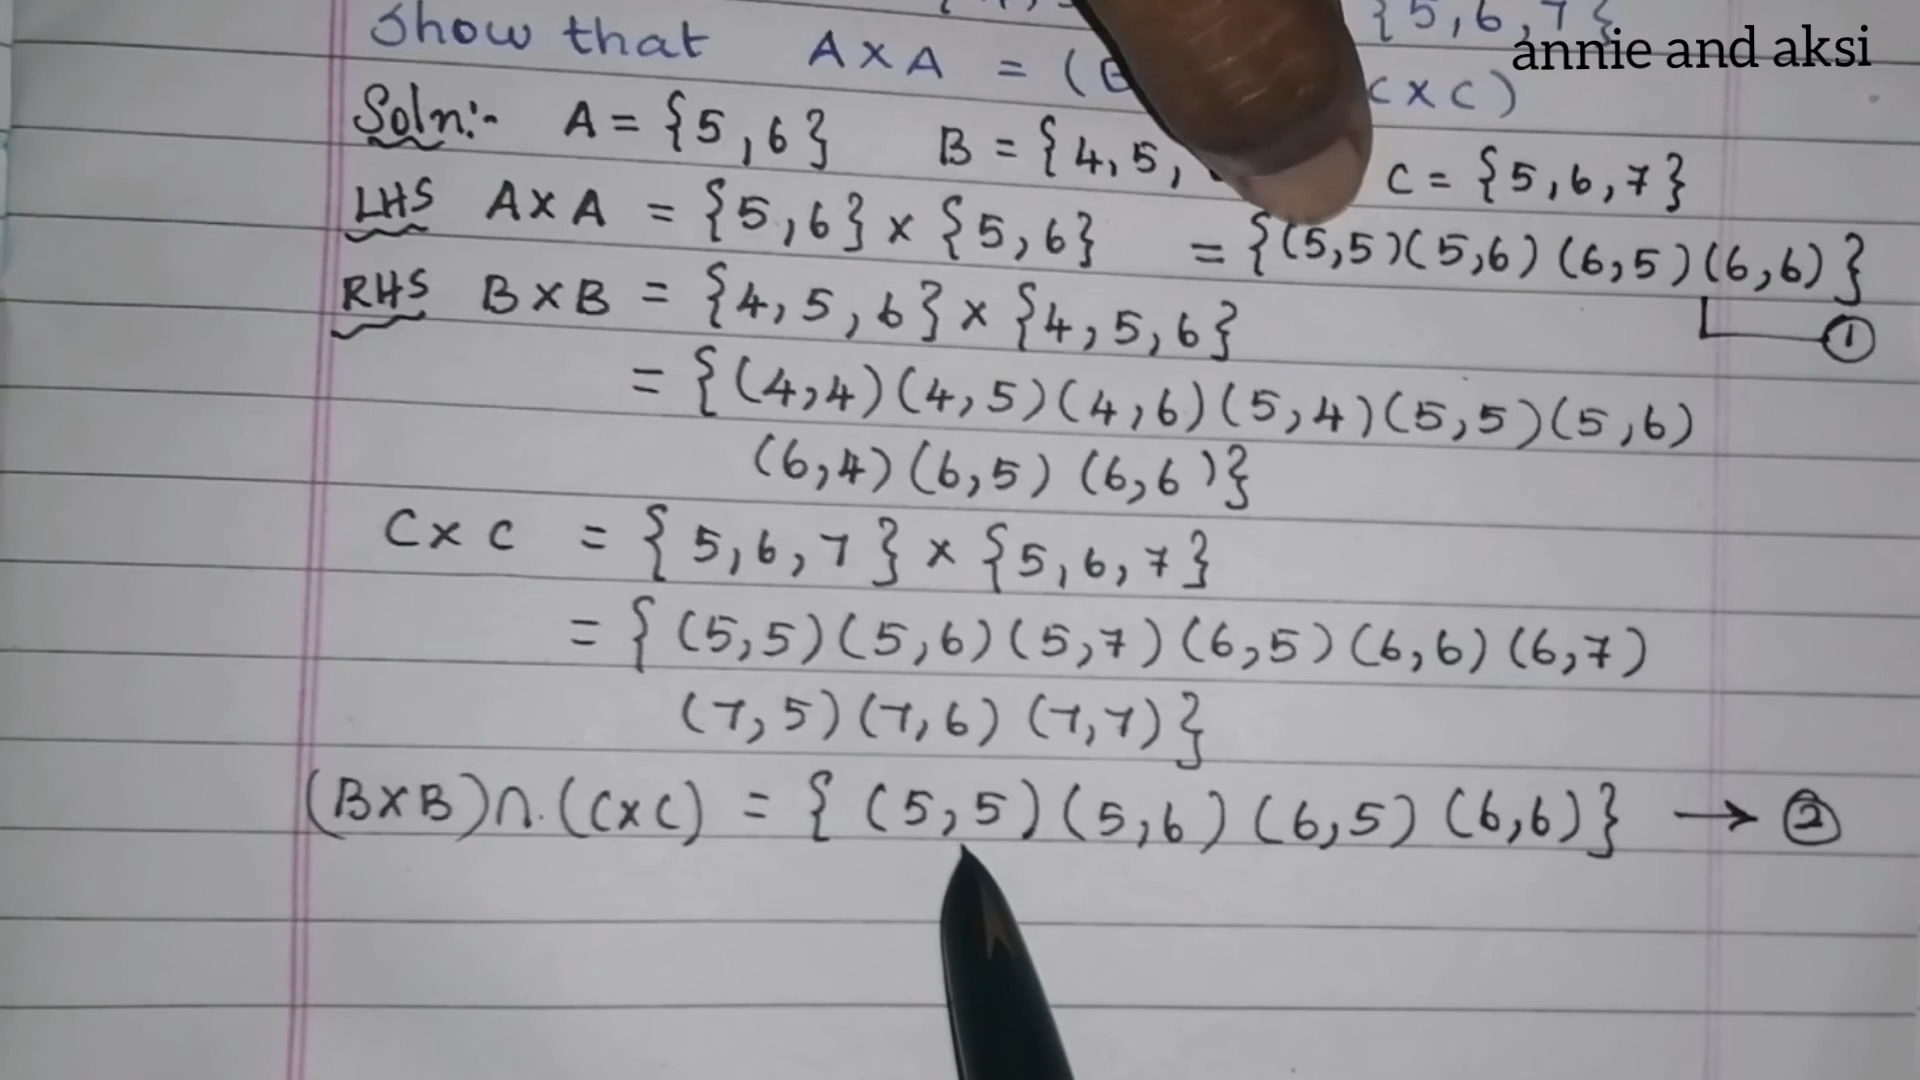 {5,6,7}
annie and aksi
Show that A×A = ( C×C)
Soln:- A = {5,6} B = {4,5, C = {5,6,7}
LHS A×A = {5,6} × {5,6} = {(5,5)(5,6)(6,5)(6,6)}
RHS B×B = {4,5,6} × {4,5,6} ①
= {(4,4)(4,5)(4,6)(5,4)(5,5)(5,6)
(6,4)(6,5)(6,6)}
C×C = {5,6,7} × {5,6,7}
= {(5,5)(5,6)(5,7)(6,5)(6,6)(6,7)
(7,5)(7,6)(7,7)}
(B×B)∩.(C×C) = {(5,5)(5,6)(6,5)(6,6)} → ②